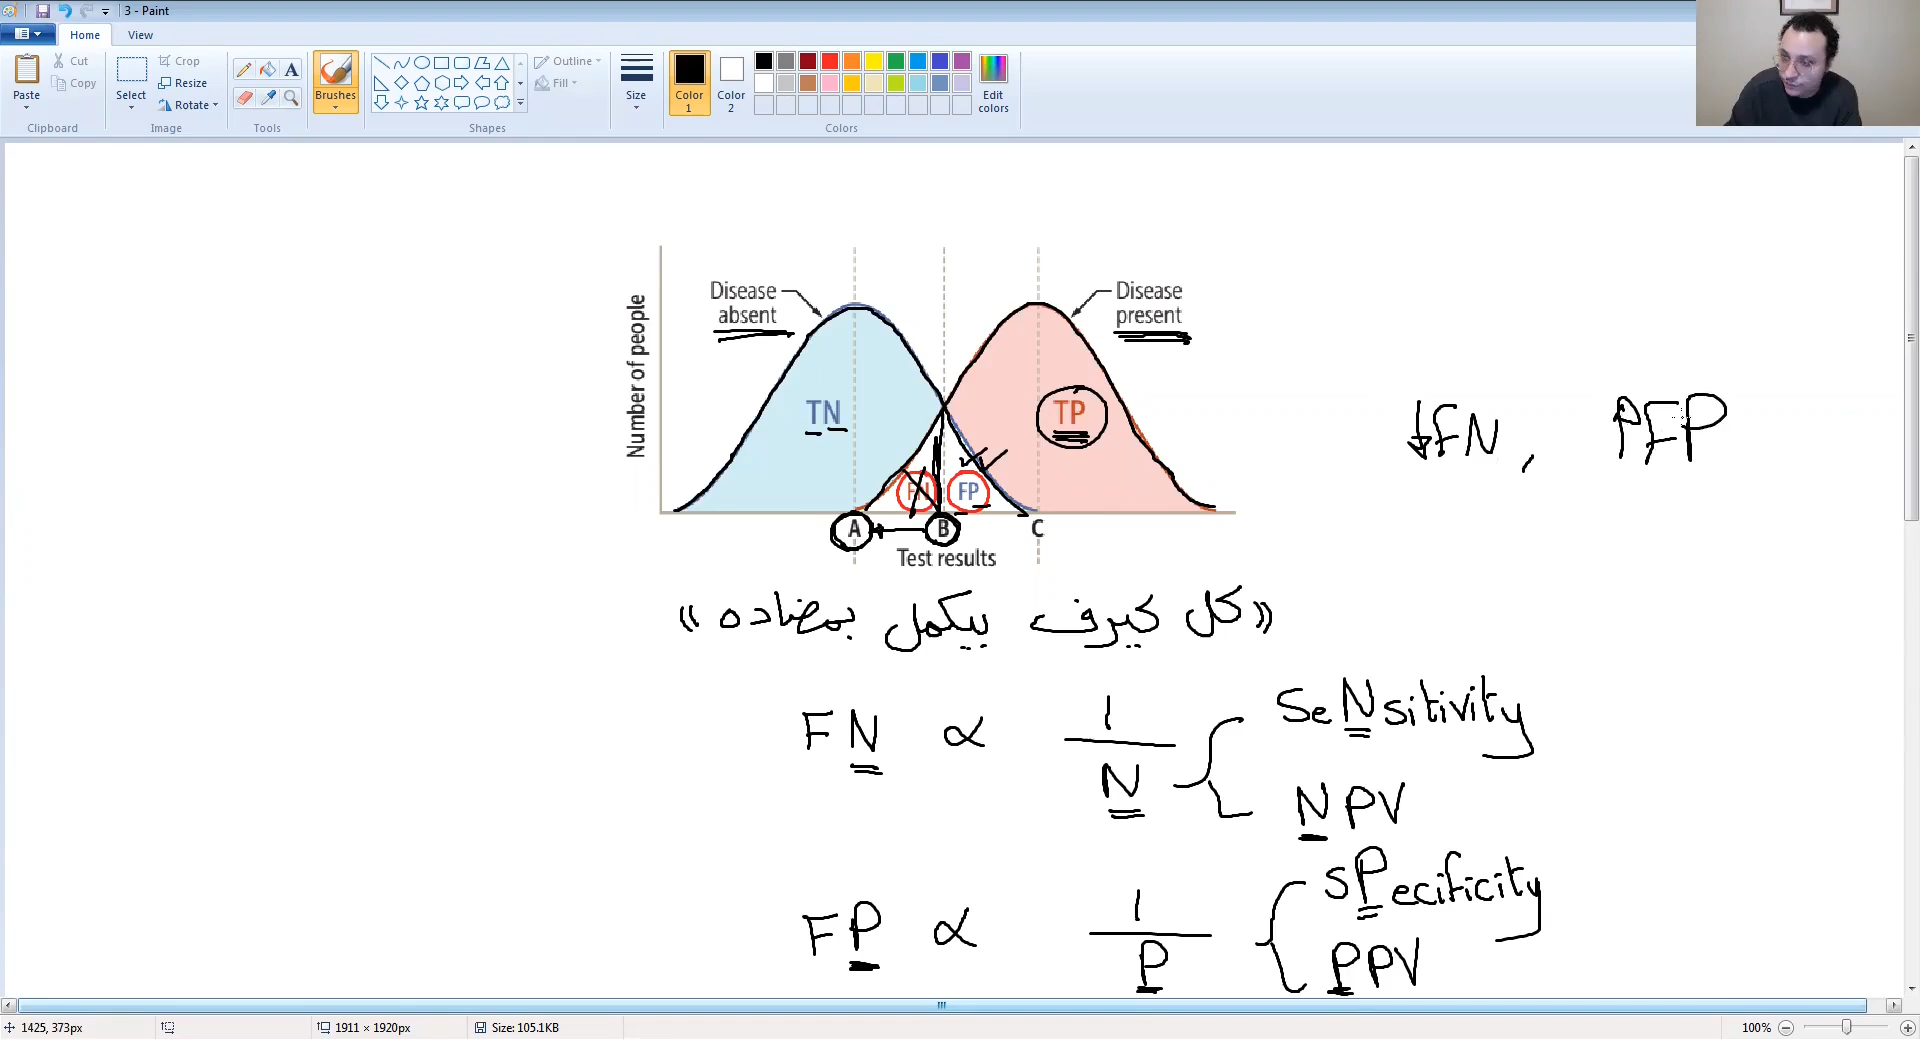 3 - Paint
Home View
Paste
Cut
Copy
Clipboard
Select
Crop
Resize
Rotate
Image
A
Tools
Brushes
Shapes
Outline
Fill
Size
Color 1
Color 2
Edit colors
Colors
Number of people
Disease absent
Disease present
TN
TP
FN
FP
A B C
Test results
↓FN, ↑FP
«كل كيرف بيكمل بمضاده»
FN ∝ 1/N { SeNsitivity
NPV
FP ∝ 1/P { sPecificity
PPV
1425, 373px
1911 × 1920px
Size: 105.1KB
100%